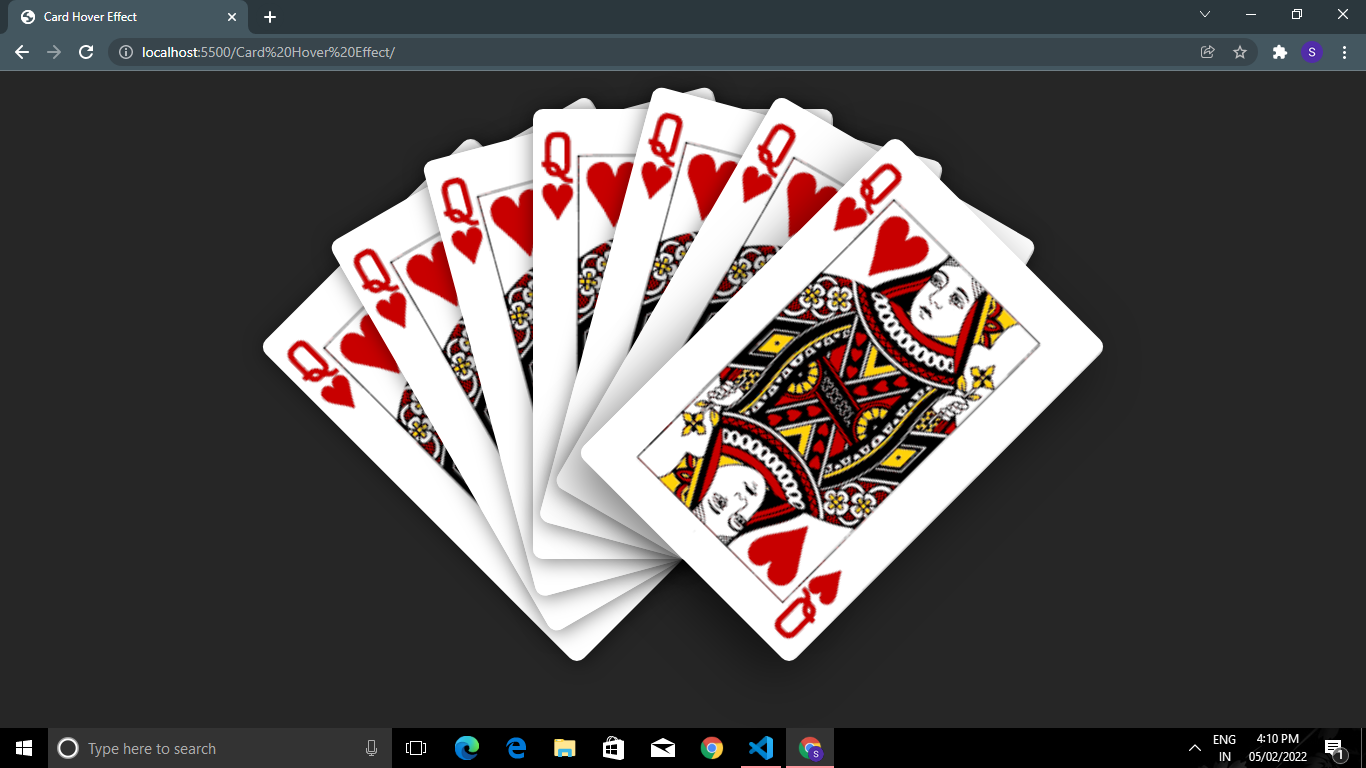 Card Hover Effect
localhost:5500/Card%20Hover%20Effect/
S
Q
Q
Q
Q
Q
Q
Q
Q
Type here to search
S
ENG
IN
4:10 PM
05/02/2022
1